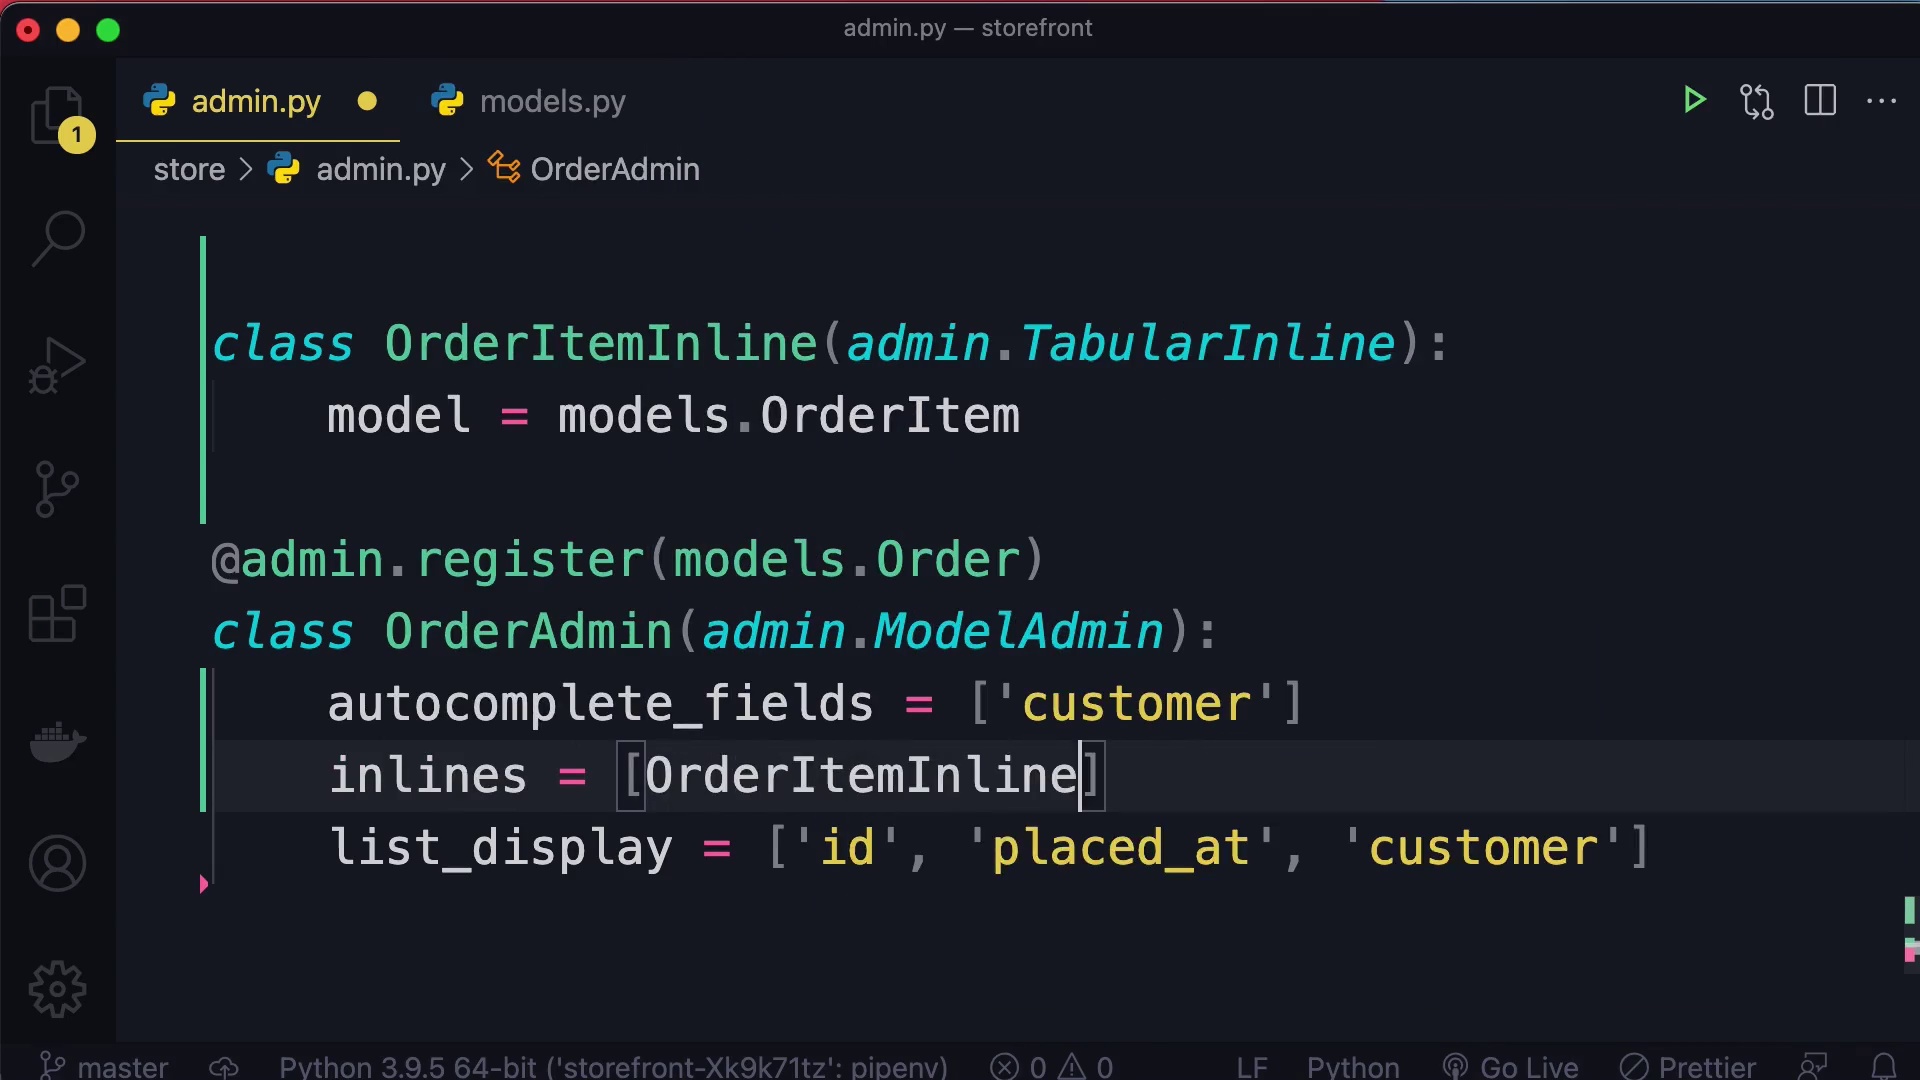 admin.py — storefront
admin.py models.py
1
store > admin.py > OrderAdmin
class OrderItemInline(admin.TabularInline):
    model = models.OrderItem
@admin.register(models.Order)
class OrderAdmin(admin.ModelAdmin):
    autocomplete_fields = ['customer']
    inlines = [OrderItemInline]
    list_display = ['id', 'placed_at', 'customer']
master Python 3.9.5 64-bit ('storefront-Xk9k71tz': pipenv) 0 0 LF Python Go Live Prettier